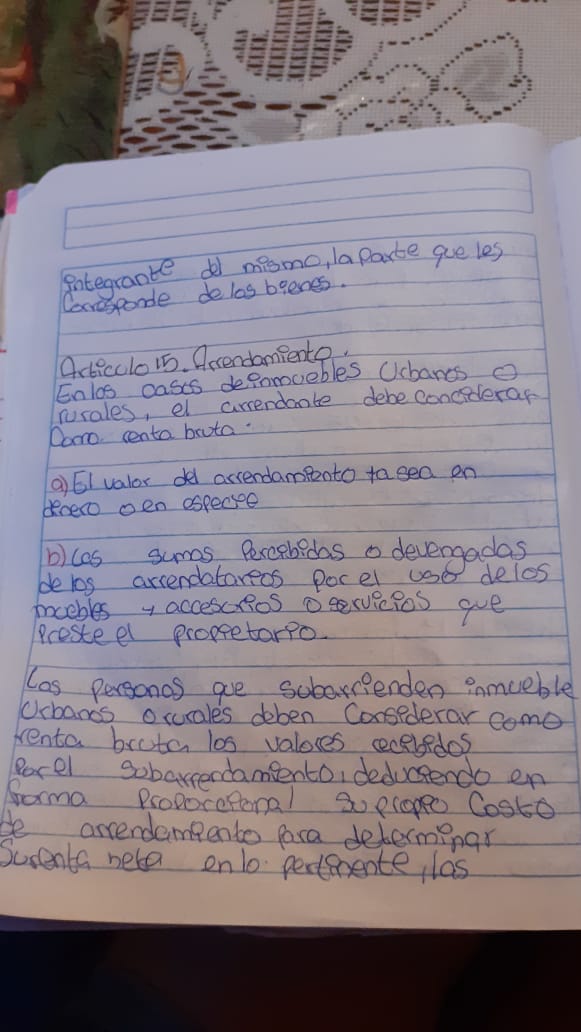 integrante del mismo, la parte que les
Corresponde de los bienes.
Articulo 15. Arrendamiento.
En los casos de inmuebles Urbanos o
rurales, el arrendante debe considerar
Como renta bruta.
a) El valor del arrendamiento ya sea en
denero o en especie
b) Las sumas Percibidas o devengadas
de los arrendatarios por el uso de los
muebles y accesorios o servicios que
Preste el propietario.
Las personas que subarrienden inmueble
Urbanos o rurales deben Considerar como
renta bruta los valores recibidos
Por el subarrendamiento, deduciendo en
forma Proporcional su propio Costo
de arrendamiento para determinar
Su renta neta en lo pertinente, las